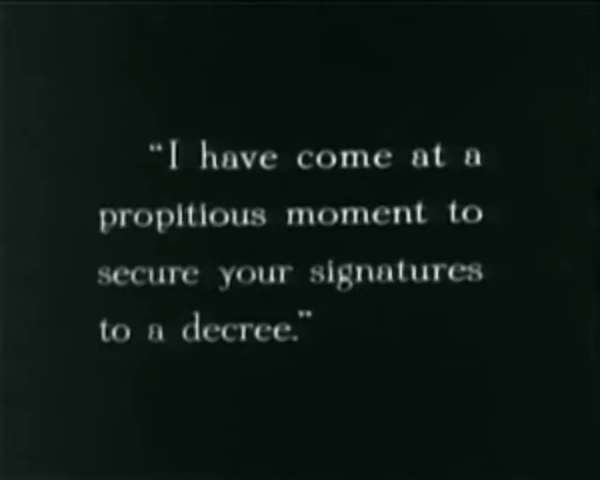 “I have come at a
propitious moment to
secure your signatures
to a decree.”